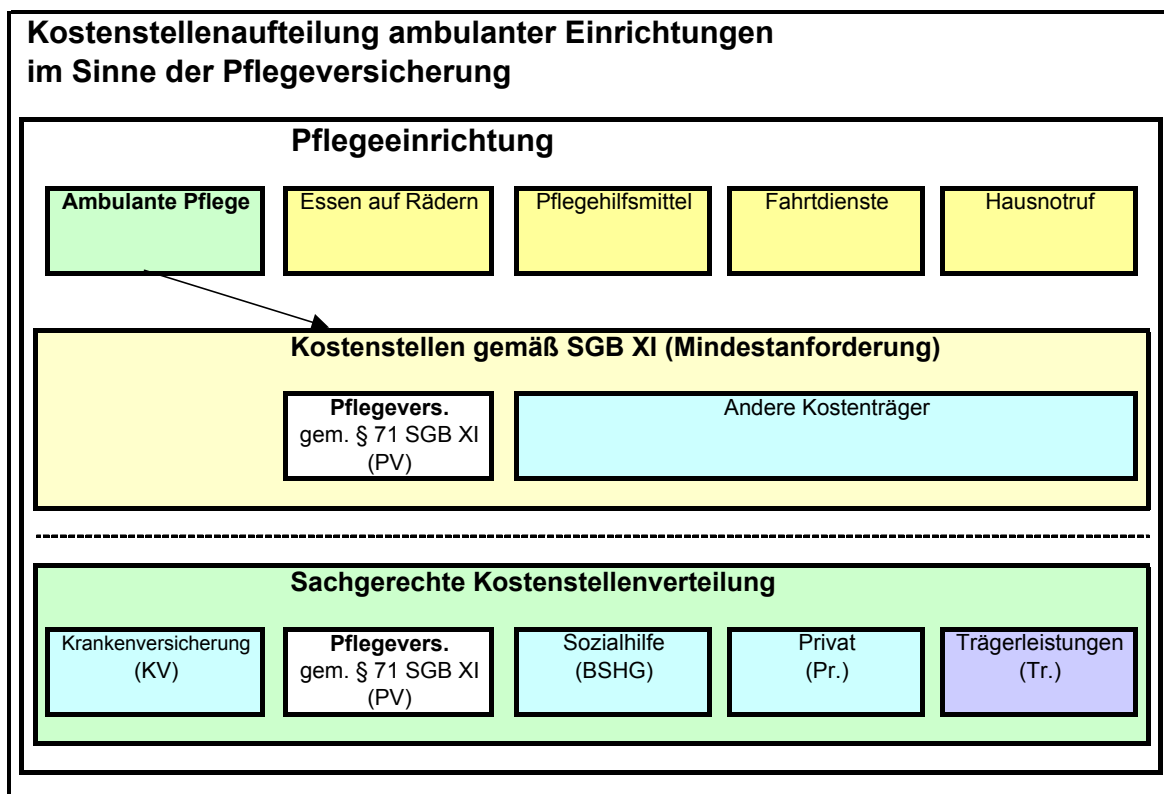 Kostenstellenaufteilung ambulanter Einrichtungen
im Sinne der Pflegeversicherung
Pflegeeinrichtung
Ambulante Pflege
Essen auf Rädern
Pflegehilfsmittel
Fahrtdienste
Hausnotruf
Kostenstellen gemäß SGB XI (Mindestanforderung)
Pflegevers.
gem. § 71 SGB XI
(PV)
Andere Kostenträger
Sachgerechte Kostenstellenverteilung
Krankenversicherung
(KV)
Pflegevers.
gem. § 71 SGB XI
(PV)
Sozialhilfe
(BSHG)
Privat
(Pr.)
Trägerleistungen
(Tr.)